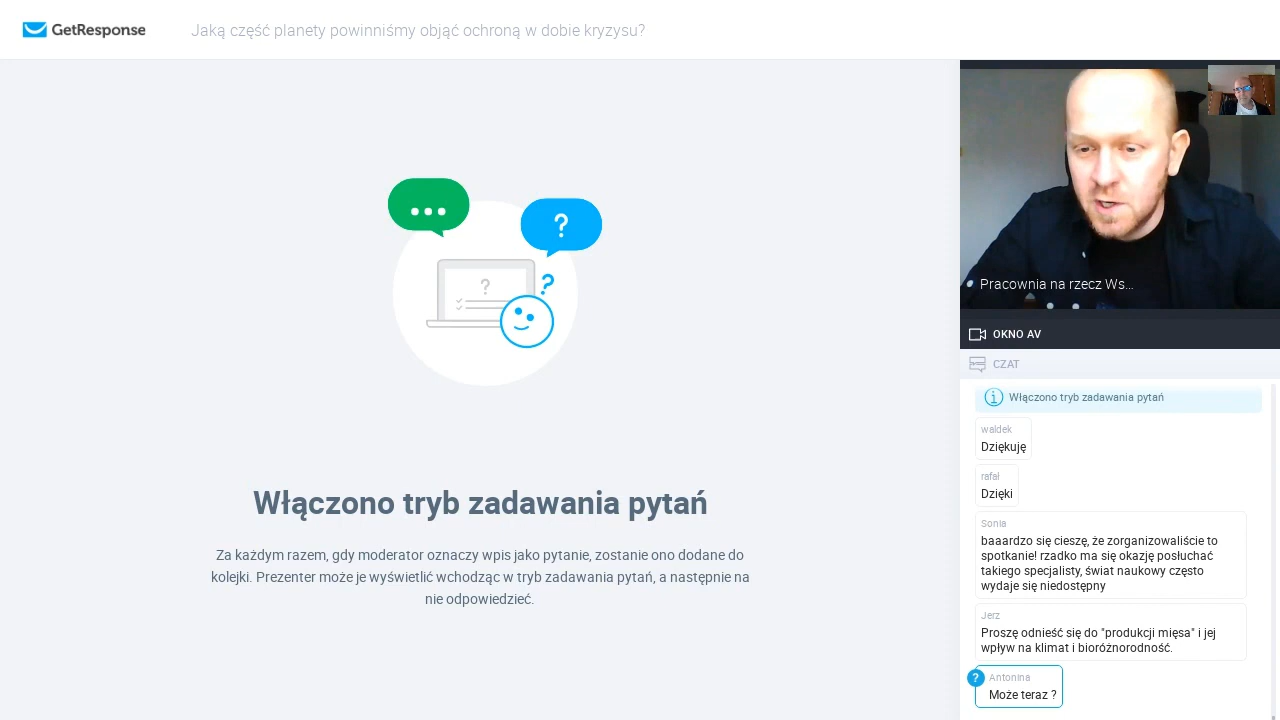 GetResponse
Jaką część planety powinniśmy objąć ochroną w dobie kryzysu?
?
?
?
Włączono tryb zadawania pytań
Za każdym razem, gdy moderator oznaczy wpis jako pytanie, zostanie ono dodane do
kolejki. Prezenter może je wyświetlić wchodząc w tryb zadawania pytań, a następnie na
nie odpowiedzieć.
Pracownia na rzecz Ws...
OKNO AV
CZAT
Włączono tryb zadawania pytań
waldek
Dziękuję
rafał
Dzięki
Sonia
baaardzo się cieszę, że zorganizowaliście to
spotkanie! rzadko ma się okazję posłuchać
takiego specjalisty, świat naukowy często
wydaje się niedostępny
Jerz
Proszę odnieść się do "produkcji mięsa" i jej
wpływ na klimat i bioróżnorodność.
?
Antonina
Może teraz ?